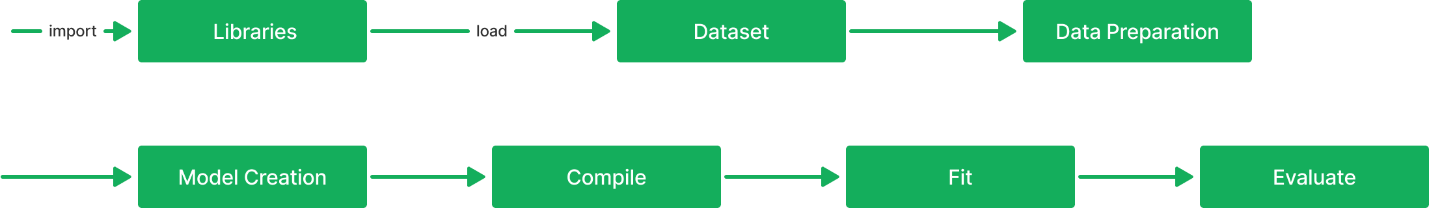 import
Libraries
load
Dataset
Data Preparation
Model Creation
Compile
Fit
Evaluate